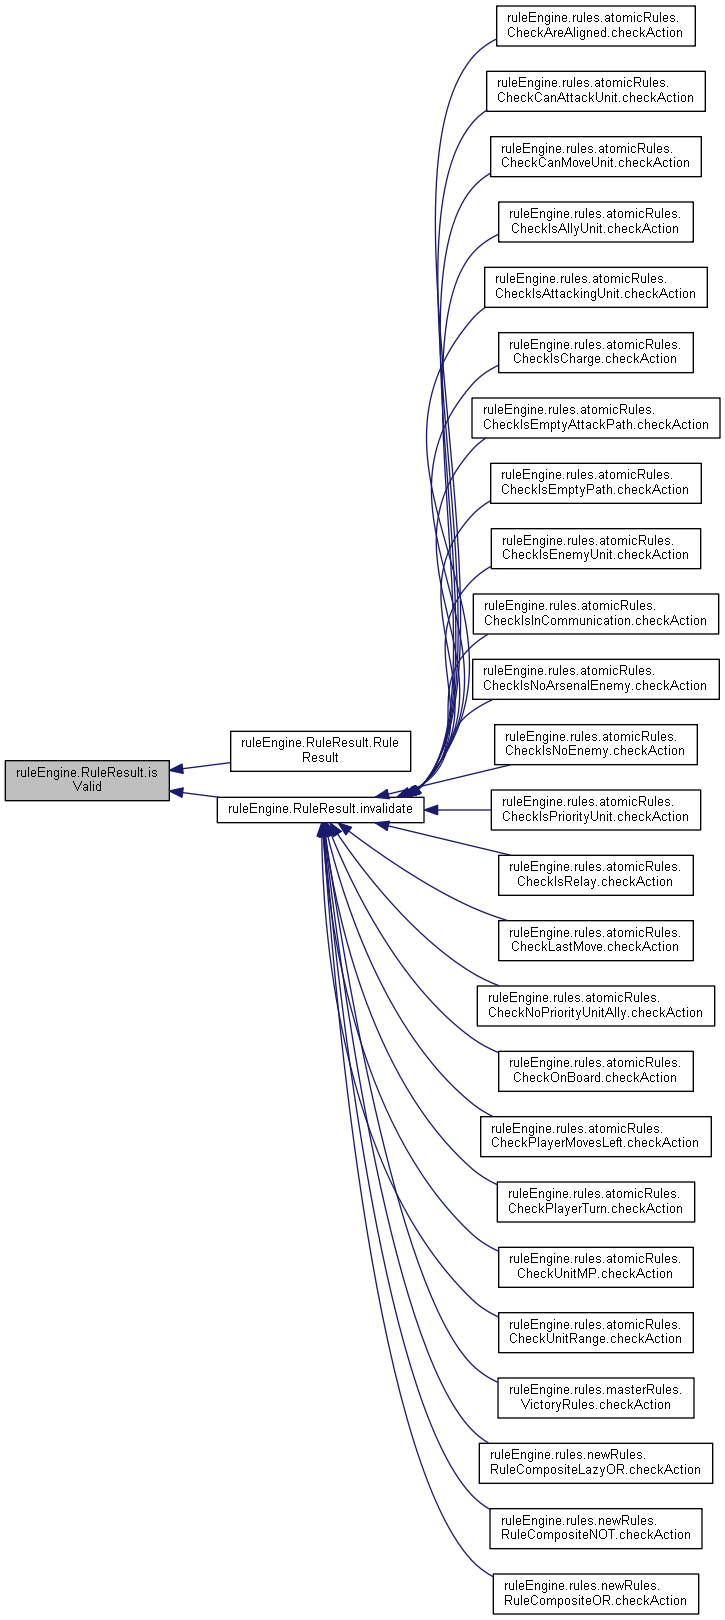 ruleEngine.rules.atomicRules.
CheckAreAligned.checkAction
ruleEngine.rules.atomicRules.
CheckCanAttackUnit.checkAction
ruleEngine.rules.atomicRules.
CheckCanMoveUnit.checkAction
ruleEngine.rules.atomicRules.
CheckIsAllyUnit.checkAction
ruleEngine.rules.atomicRules.
CheckIsAttackingUnit.checkAction
ruleEngine.rules.atomicRules.
CheckIsCharge.checkAction
ruleEngine.rules.atomicRules.
CheckIsEmptyAttackPath.checkAction
ruleEngine.rules.atomicRules.
CheckIsEmptyPath.checkAction
ruleEngine.rules.atomicRules.
CheckIsEnemyUnit.checkAction
ruleEngine.rules.atomicRules.
CheckIsInCommunication.checkAction
ruleEngine.rules.atomicRules.
CheckIsNoArsenalEnemy.checkAction
ruleEngine.RuleResult.Rule
Result
ruleEngine.rules.atomicRules.
CheckIsNoEnemy.checkAction
ruleEngine.RuleResult.is
Valid
ruleEngine.RuleResult.invalidate
ruleEngine.rules.atomicRules.
CheckIsPriorityUnit.checkAction
ruleEngine.rules.atomicRules.
CheckIsRelay.checkAction
ruleEngine.rules.atomicRules.
CheckLastMove.checkAction
ruleEngine.rules.atomicRules.
CheckNoPriorityUnitAlly.checkAction
ruleEngine.rules.atomicRules.
CheckOnBoard.checkAction
ruleEngine.rules.atomicRules.
CheckPlayerMovesLeft.checkAction
ruleEngine.rules.atomicRules.
CheckPlayerTurn.checkAction
ruleEngine.rules.atomicRules.
CheckUnitMP.checkAction
ruleEngine.rules.atomicRules.
CheckUnitRange.checkAction
ruleEngine.rules.masterRules.
VictoryRules.checkAction
ruleEngine.rules.newRules.
RuleCompositeLazyOR.checkAction
ruleEngine.rules.newRules.
RuleCompositeNOT.checkAction
ruleEngine.rules.newRules.
RuleCompositeOR.checkAction